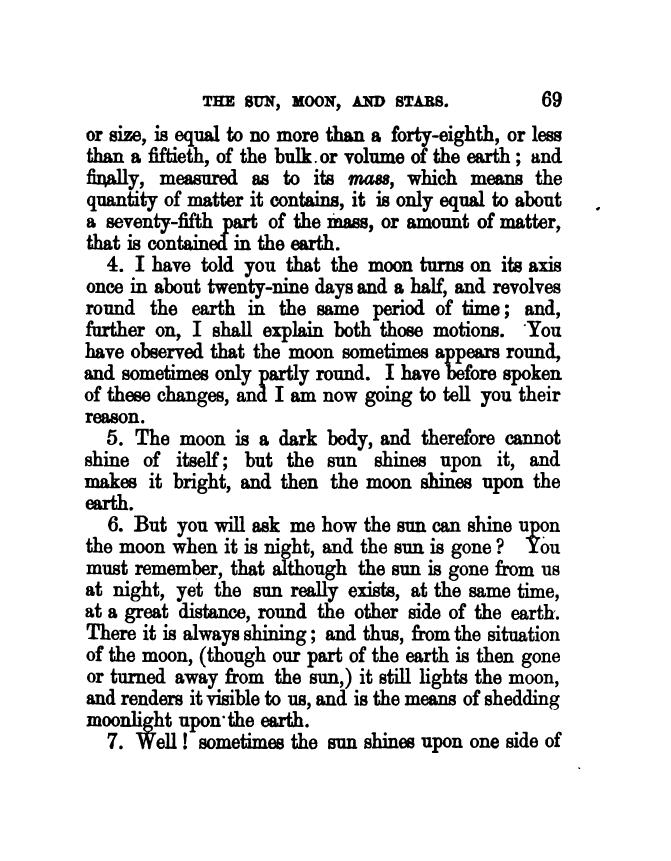 THE SUN, MOON, AND STARS. 69
or size, is equal to no more than a forty-eighth, or less
than a fiftieth, of the bulk or volume of the earth; and
finally, measured as to its mass, which means the
quantity of matter it contains, it is only equal to about
a seventy-fifth part of the mass, or amount of matter,
that is contained in the earth.
4. I have told you that the moon turns on its axis
once in about twenty-nine days and a half, and revolves
round the earth in the same period of time; and,
further on, I shall explain both those motions. You
have observed that the moon sometimes appears round,
and sometimes only partly round. I have before spoken
of these changes, and I am now going to tell you their
reason.
5. The moon is a dark body, and therefore cannot
shine of itself; but the sun shines upon it, and
makes it bright, and then the moon shines upon the
earth.
6. But you will ask me how the sun can shine upon
the moon when it is night, and the sun is gone? You
must remember, that although the sun is gone from us
at night, yet the sun really exists, at the same time,
at a great distance, round the other side of the earth.
There it is always shining; and thus, from the situation
of the moon, (though our part of the earth is then gone
or turned away from the sun,) it still lights the moon,
and renders it visible to us, and is the means of shedding
moonlight upon the earth.
7. Well! sometimes the sun shines upon one side of